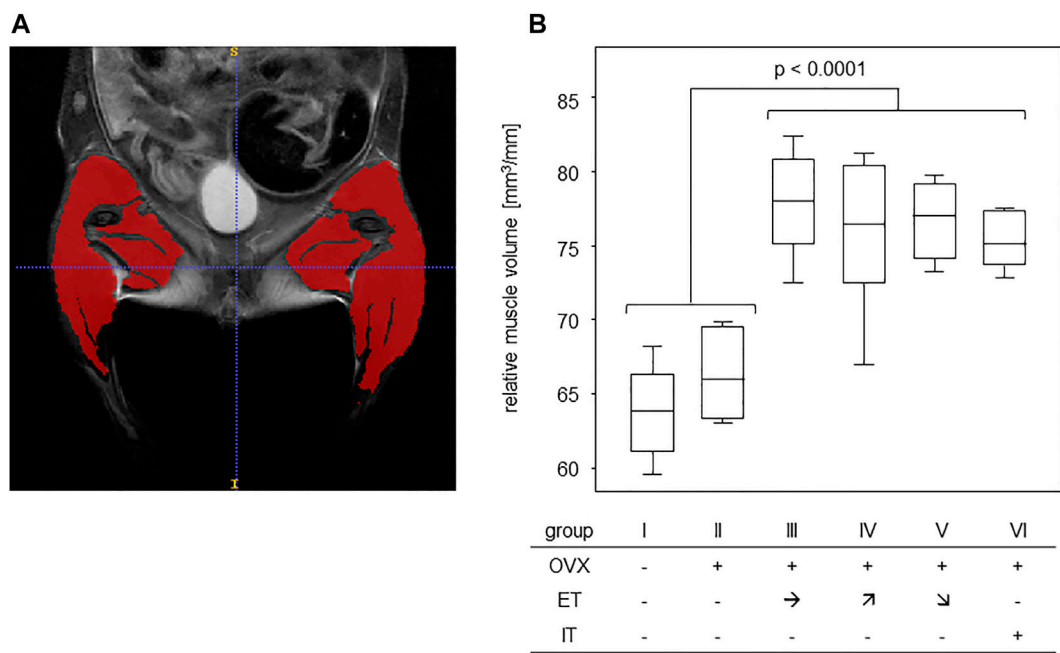 A
B
S
I
p < 0.0001
relative muscle volume [mm³/mm]
85
80
75
70
65
60
group I II III IV V VI
OVX - + + + + +
ET - - → ↗ ↘ -
IT - - - - - +